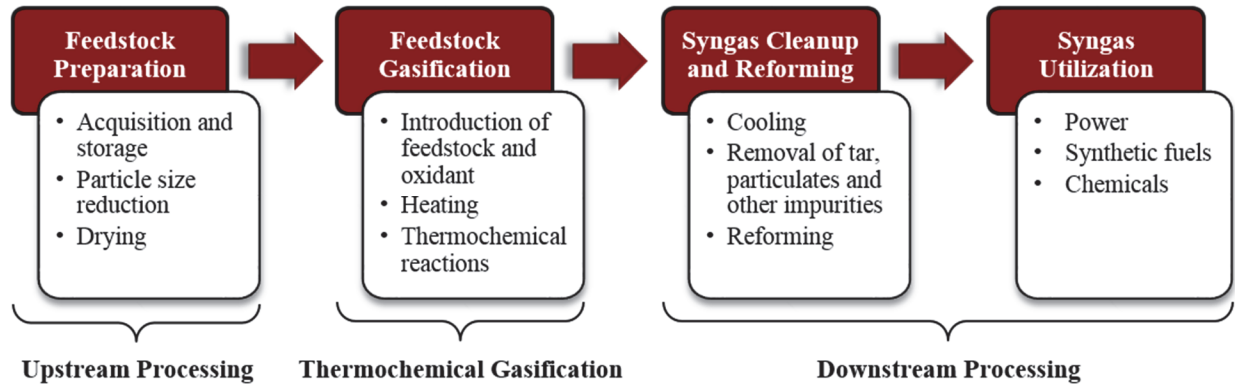 Feedstock
Preparation
• Acquisition and
storage
• Particle size
reduction
• Drying
Feedstock
Gasification
• Introduction of
feedstock and
oxidant
• Heating
• Thermochemical
reactions
Syngas Cleanup
and Reforming
• Cooling
• Removal of tar,
particulates and
other impurities
• Reforming
Syngas
Utilization
• Power
• Synthetic fuels
• Chemicals
Upstream Processing
Thermochemical Gasification
Downstream Processing